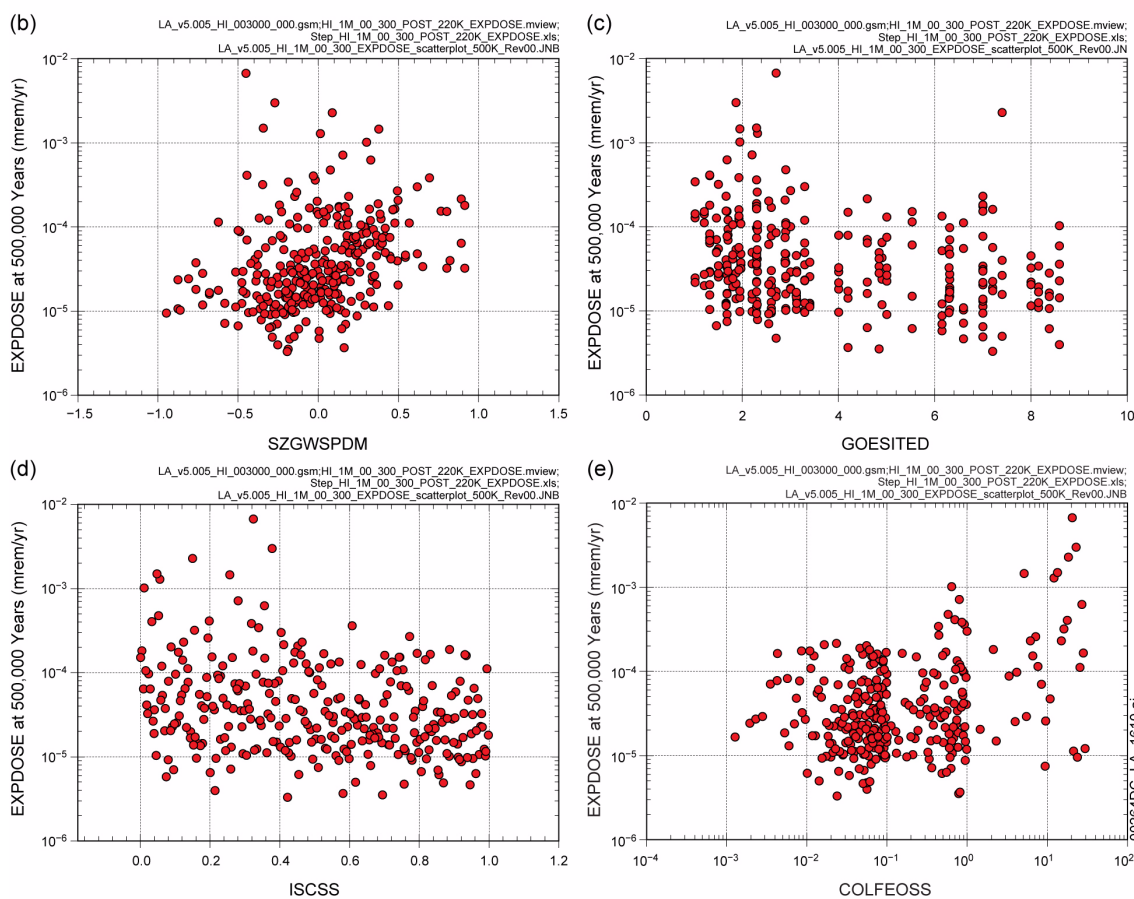 (b)
LA_v5.005_HI_003000_000.gsm;HI_1M_00_300_POST_220K_EXPDOSE.mview;
Step_HI_1M_00_300_POST_220K_EXPDOSE.xls;
LA_v5.005_HI_1M_00_300_EXPDOSE_scatterplot_500K_Rev00.JNB
EXPDOSE at 500,000 Years (mrem/yr)
10⁻²
10⁻³
10⁻⁴
10⁻⁵
10⁻⁶
−1.5
−1.0
−0.5
0.0
0.5
1.0
1.5
SZGWSPDM
(c)
LA_v5.005_HI_003000_000.gsm;HI_1M_00_300_POST_220K_EXPDOSE.mview;
Step_HI_1M_00_300_POST_220K_EXPDOSE.xls;
LA_v5.005_HI_1M_00_300_EXPDOSE_scatterplot_500K_Rev00.JN
EXPDOSE at 500,000 Years (mrem/yr)
10⁻²
10⁻³
10⁻⁴
10⁻⁵
10⁻⁶
0
2
4
6
8
10
GOESITED
(d)
LA_v5.005_HI_003000_000.gsm;HI_1M_00_300_POST_220K_EXPDOSE.mview;
Step_HI_1M_00_300_POST_220K_EXPDOSE.xls;
LA_v5.005_HI_1M_00_300_EXPDOSE_scatterplot_500K_Rev00.JNB
EXPDOSE at 500,000 Years (mrem/yr)
10⁻²
10⁻³
10⁻⁴
10⁻⁵
10⁻⁶
0.0
0.2
0.4
0.6
0.8
1.0
1.2
ISCSS
(e)
LA_v5.005_HI_003000_000.gsm;HI_1M_00_300_POST_220K_EXPDOSE.mview;
Step_HI_1M_00_300_POST_220K_EXPDOSE.xls;
LA_v5.005_HI_1M_00_300_EXPDOSE_scatterplot_500K_Rev00.JNB
EXPDOSE at 500,000 Years (mrem/yr)
10⁻²
10⁻³
10⁻⁴
10⁻⁵
10⁻⁶
10⁻⁴
10⁻³
10⁻²
10⁻¹
10⁰
10¹
10²
COLFEOSS